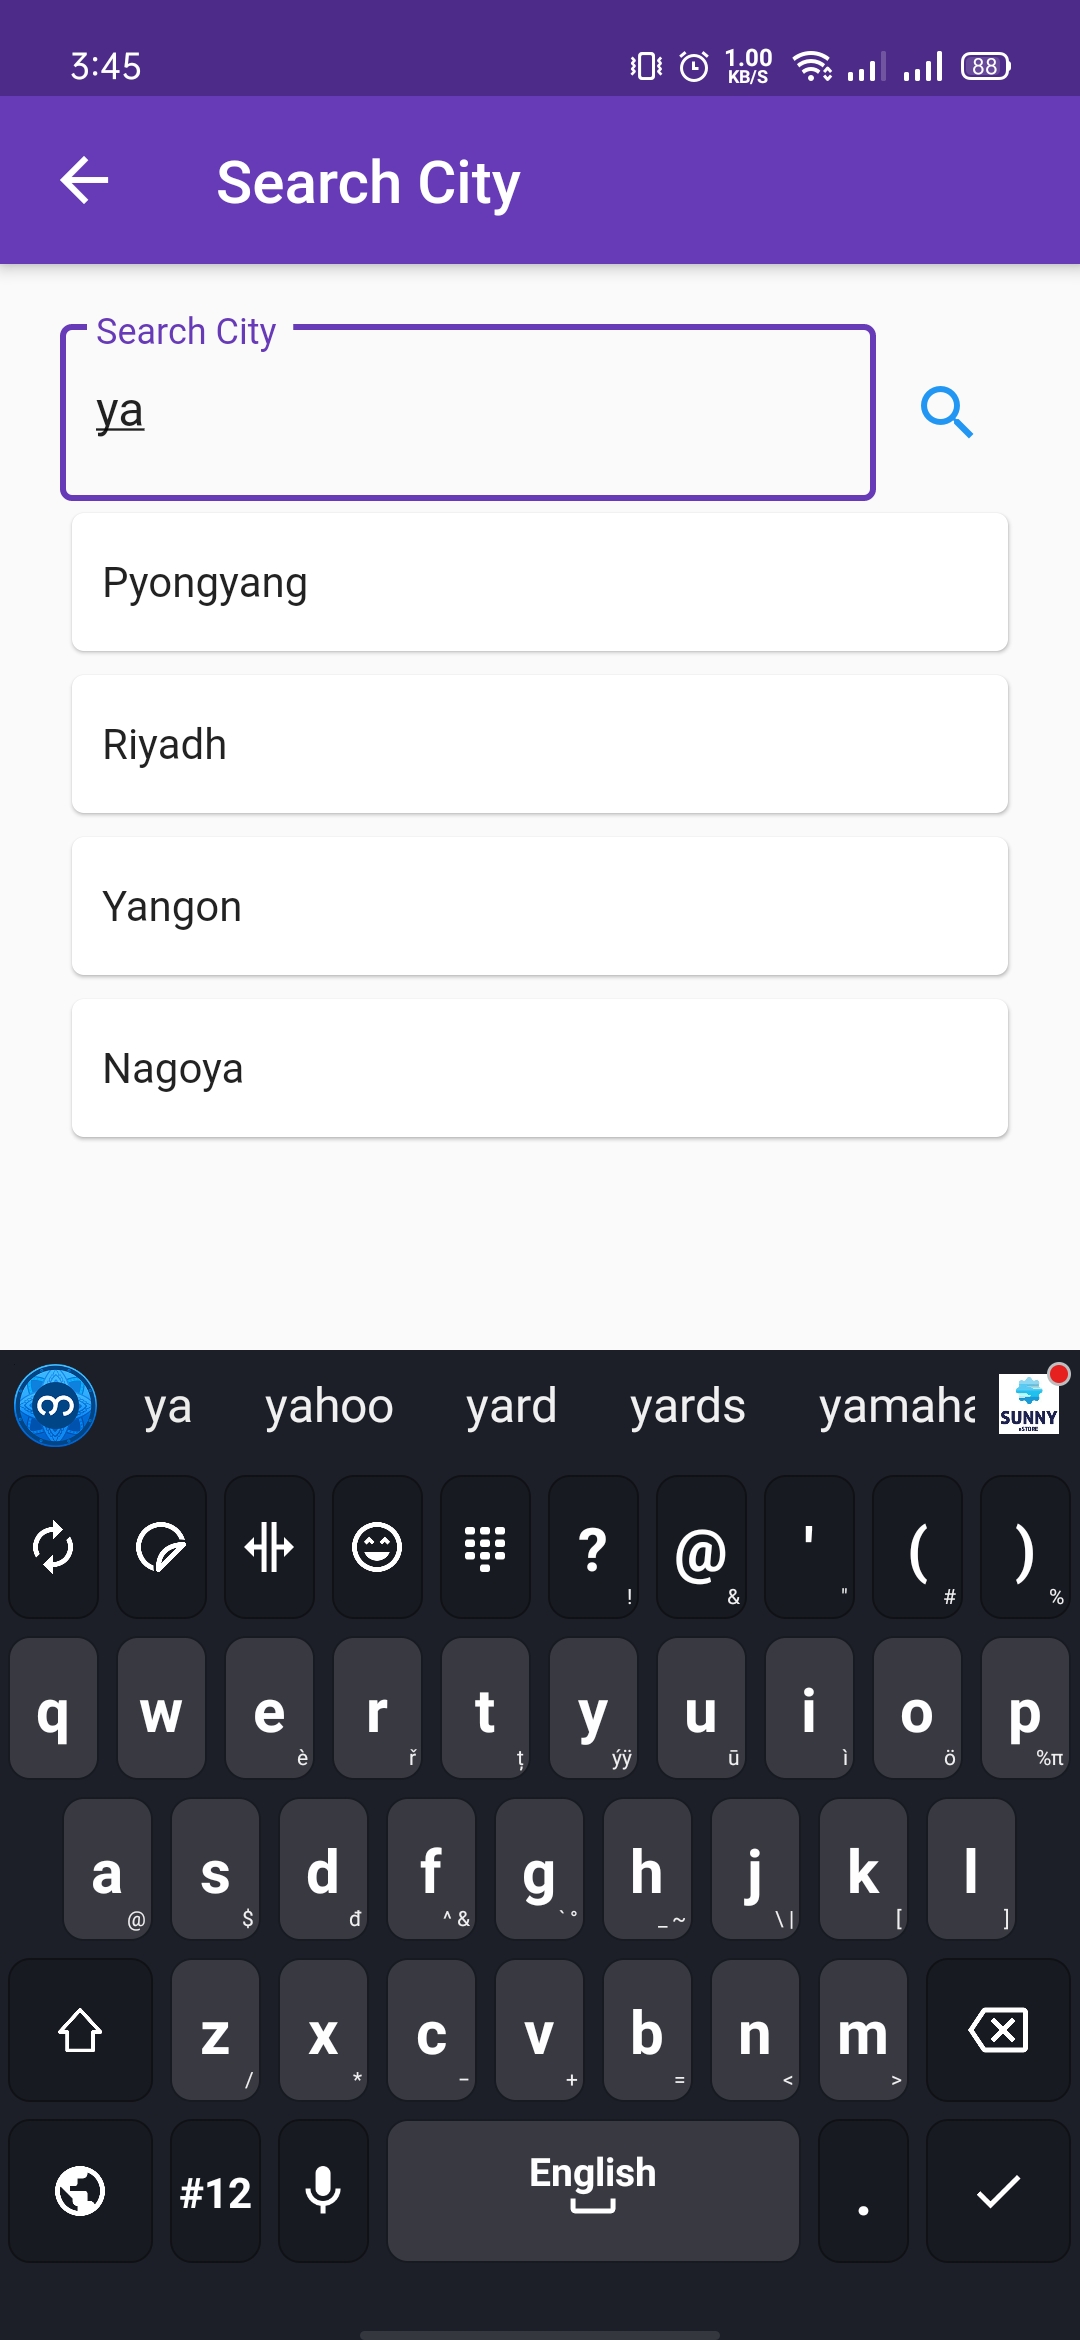 3:45 1.00 KB/S 88
Search City
Search City
ya
Pyongyang
Riyadh
Yangon
Nagoya
ya yahoo yard yards yamaha SUNNY eSTORE
? ! @ & ' " ( # ) %
q w e è r ř t ț y ýÿ u ū i ì o ö p %π
a @ s $ d đ f ^ & g ` ° h _ ~ j \ | k [ l ]
z / x * c − v + b = n < m >
#12 English .